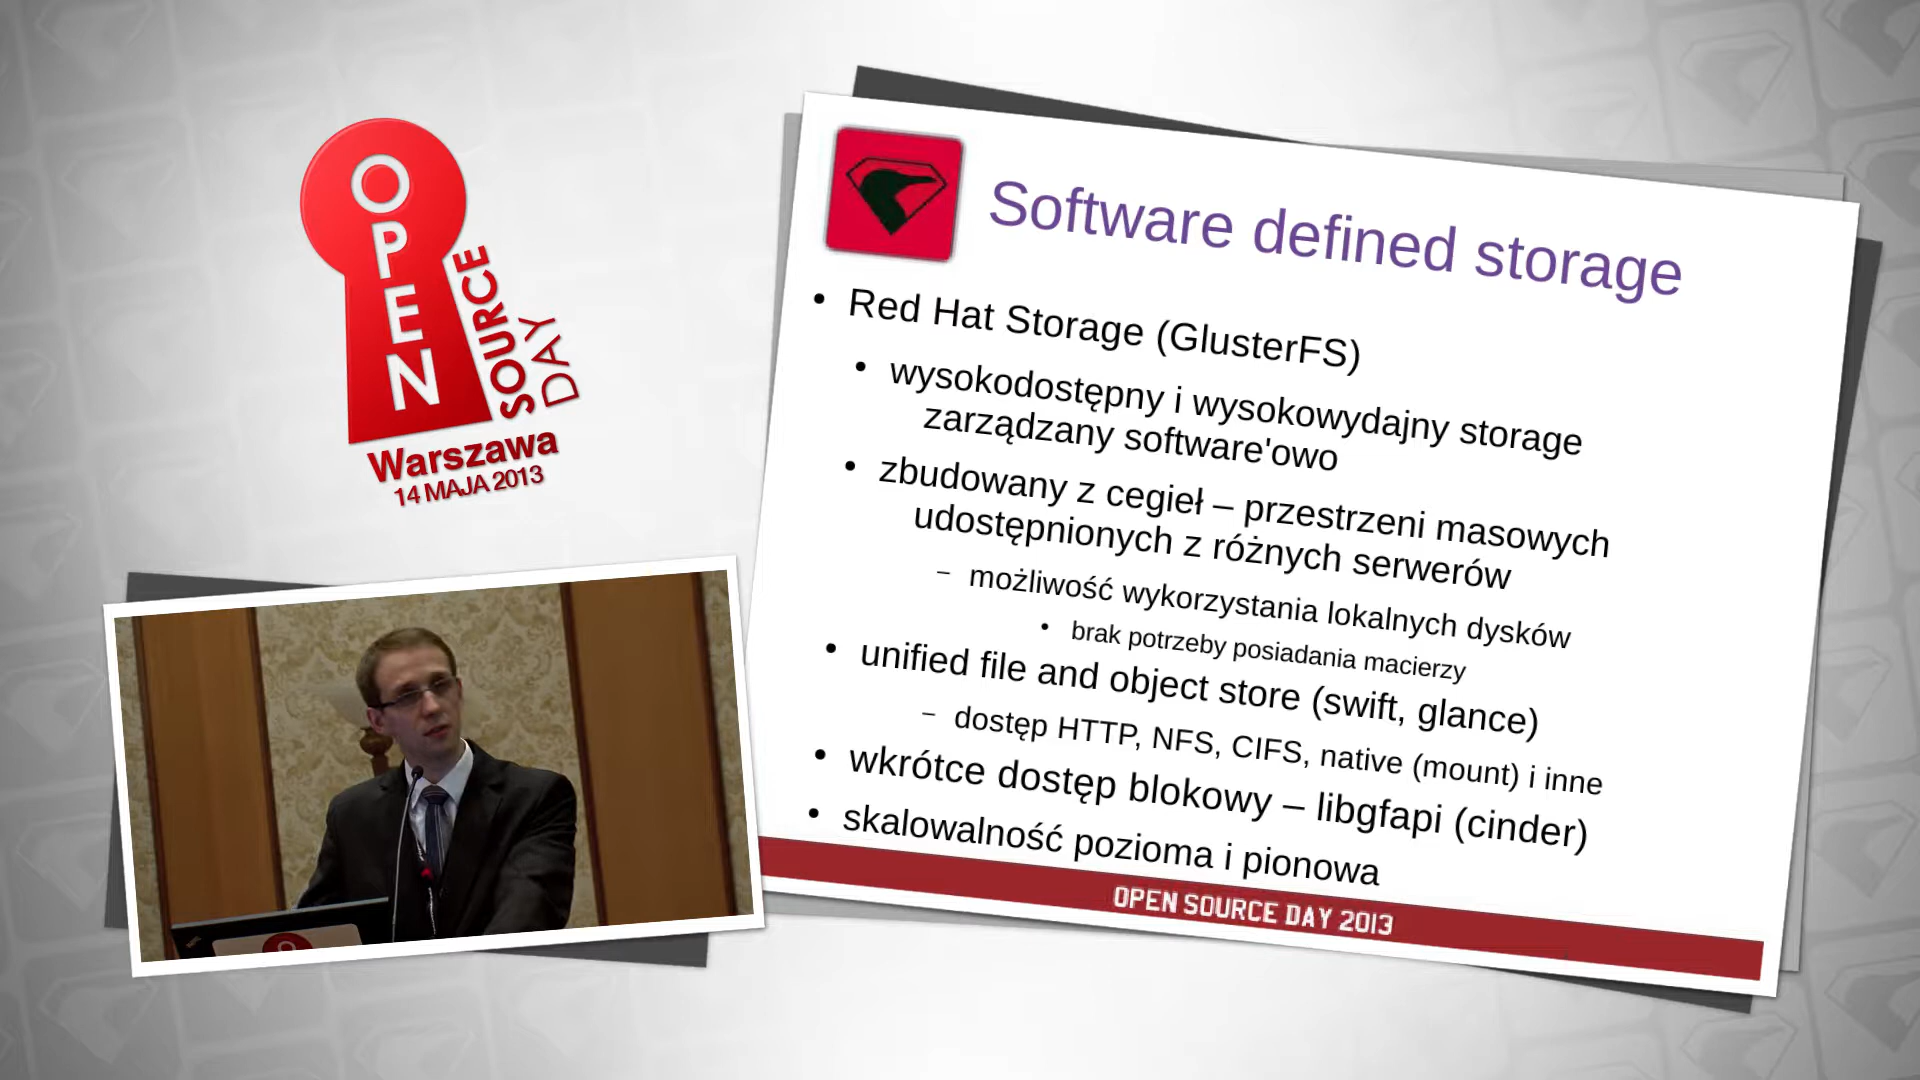 OPEN
SOURCE
DAY
Warszawa
14 MAJA 2013
Software defined storage
• Red Hat Storage (GlusterFS)
• wysokodostępny i wysokowydajny storage
zarządzany software'owo
• zbudowany z cegieł – przestrzeni masowych
udostępnionych z różnych serwerów
– możliwość wykorzystania lokalnych dysków
• brak potrzeby posiadania macierzy
• unified file and object store (swift, glance)
– dostęp HTTP, NFS, CIFS, native (mount) i inne
• wkrótce dostęp blokowy – libgfapi (cinder)
• skalowalność pozioma i pionowa
OPEN SOURCE DAY 2013